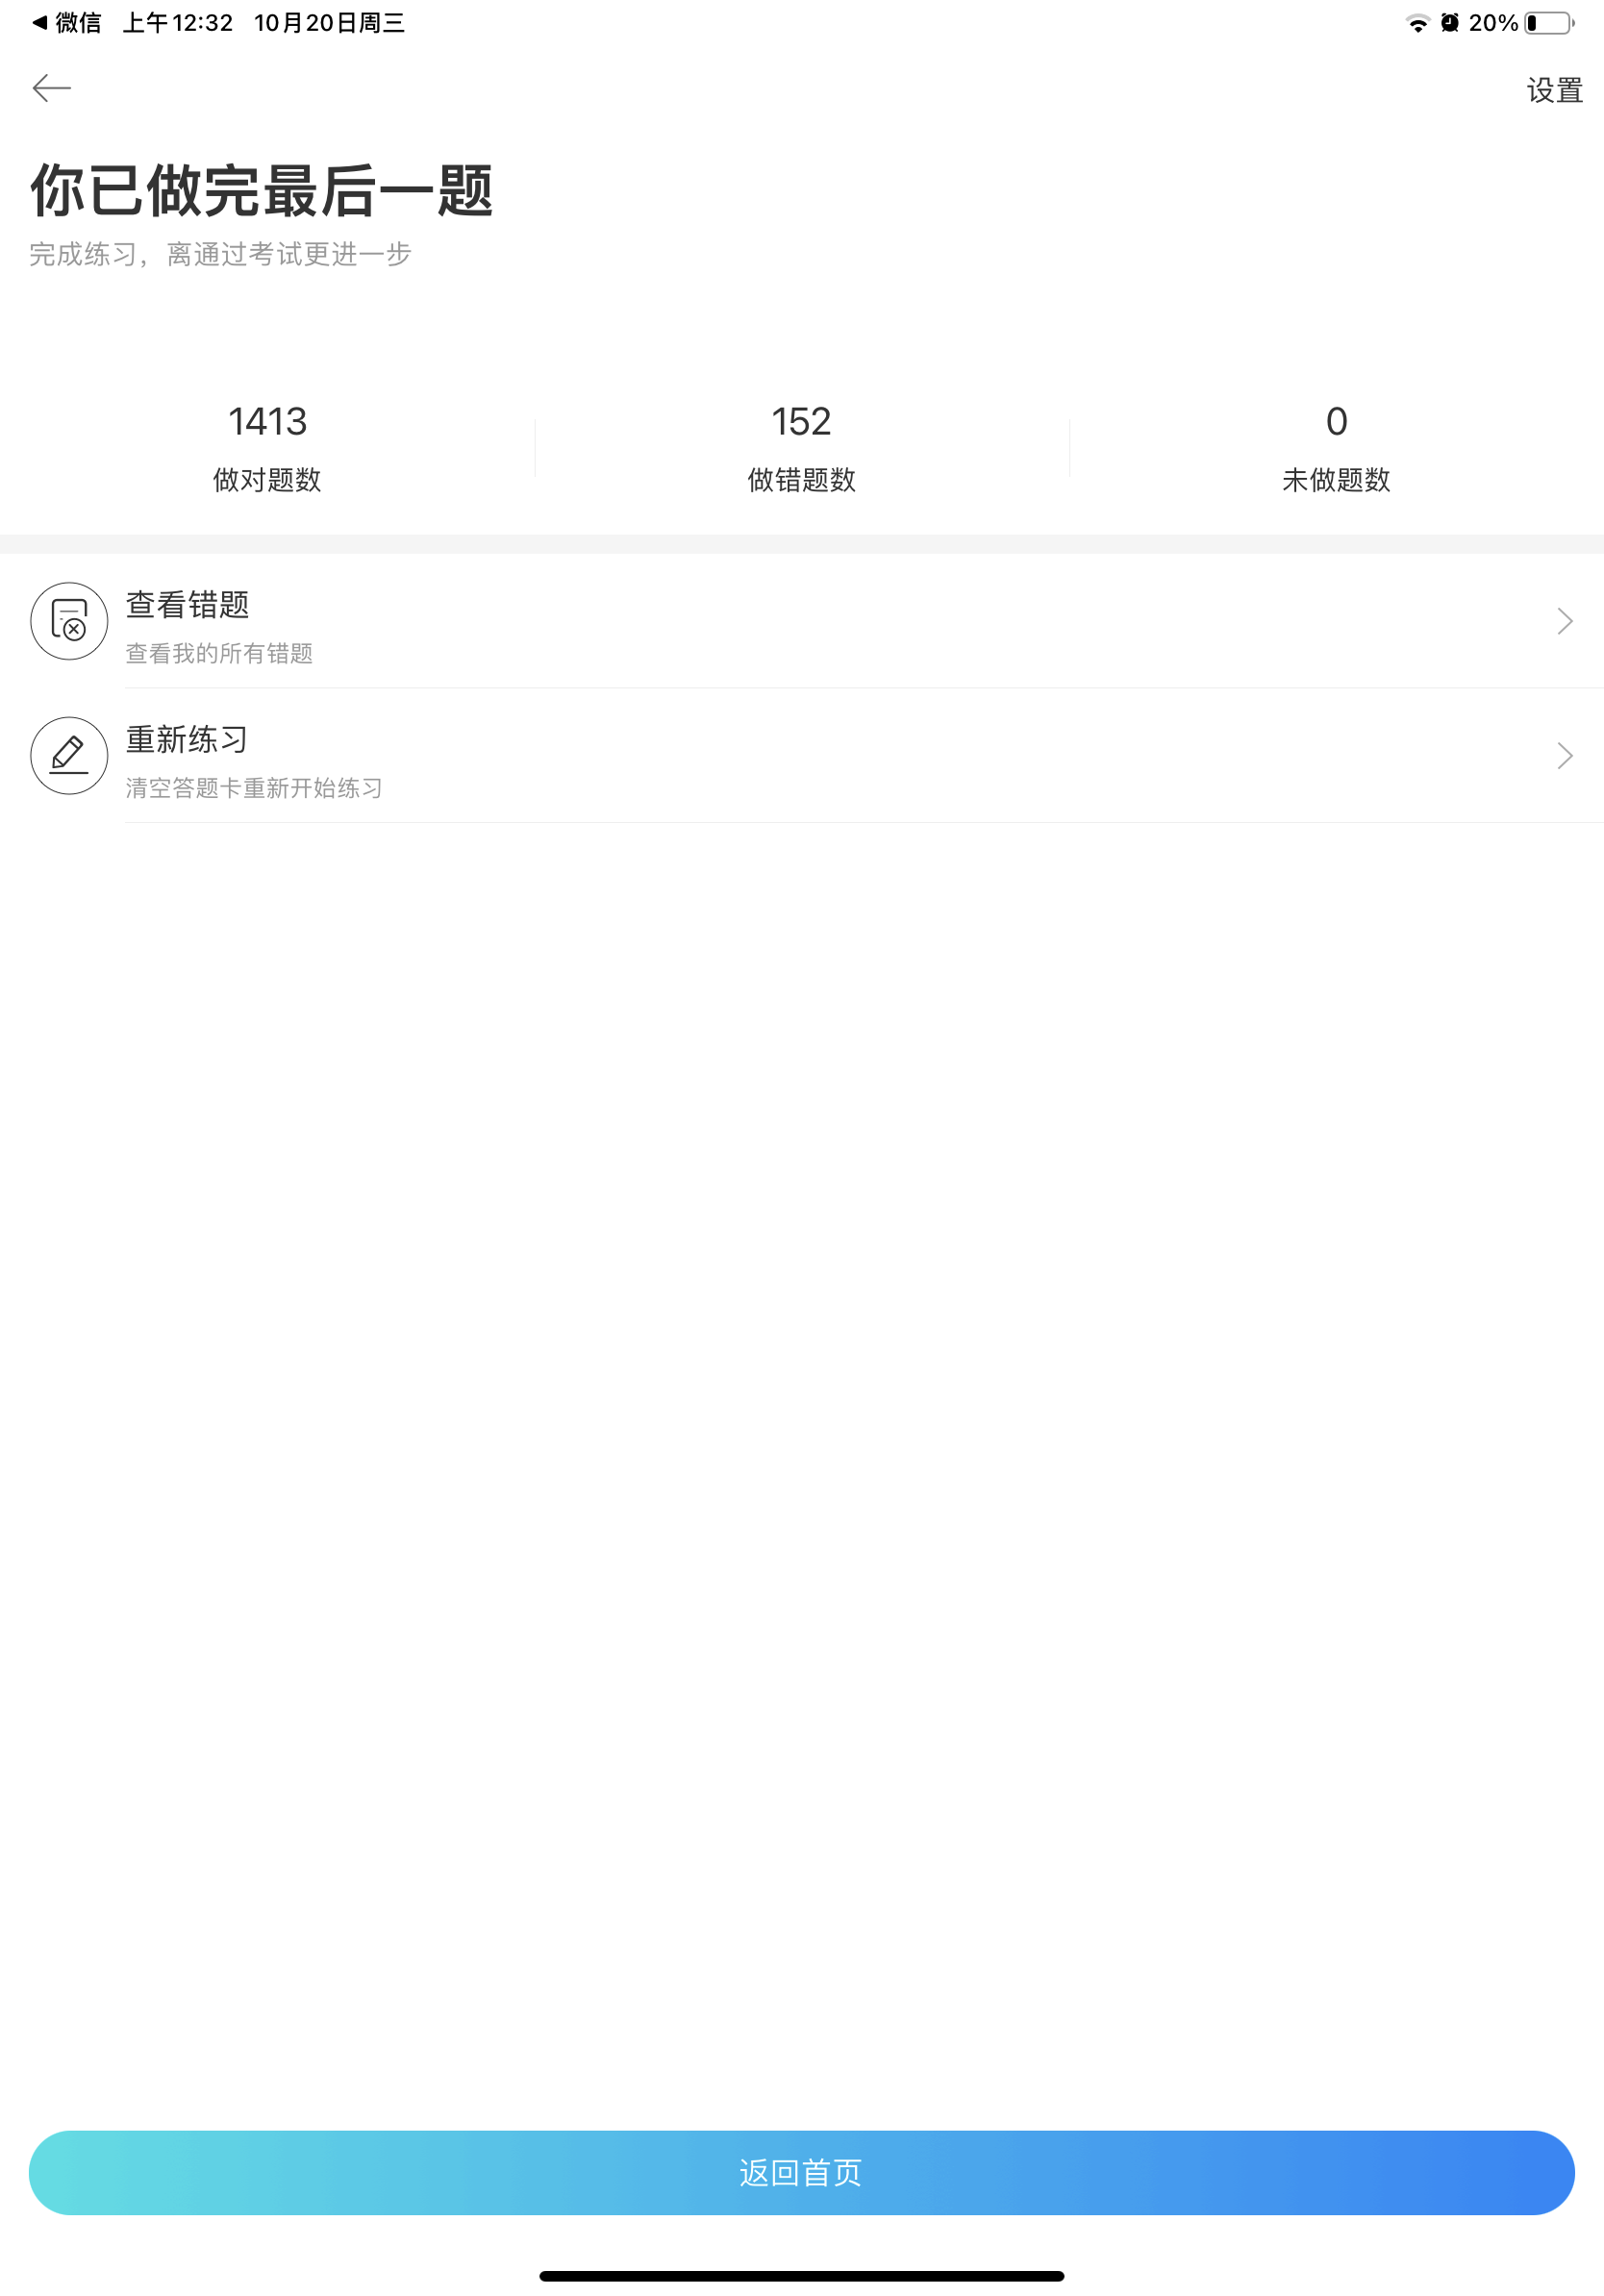 微信 上午12:32 10月20日周三 20%
设置
你已做完最后一题
完成练习，离通过考试更进一步
1413 152 0
做对题数 做错题数 未做题数
查看错题
查看我的所有错题
重新练习
清空答题卡重新开始练习
返回首页